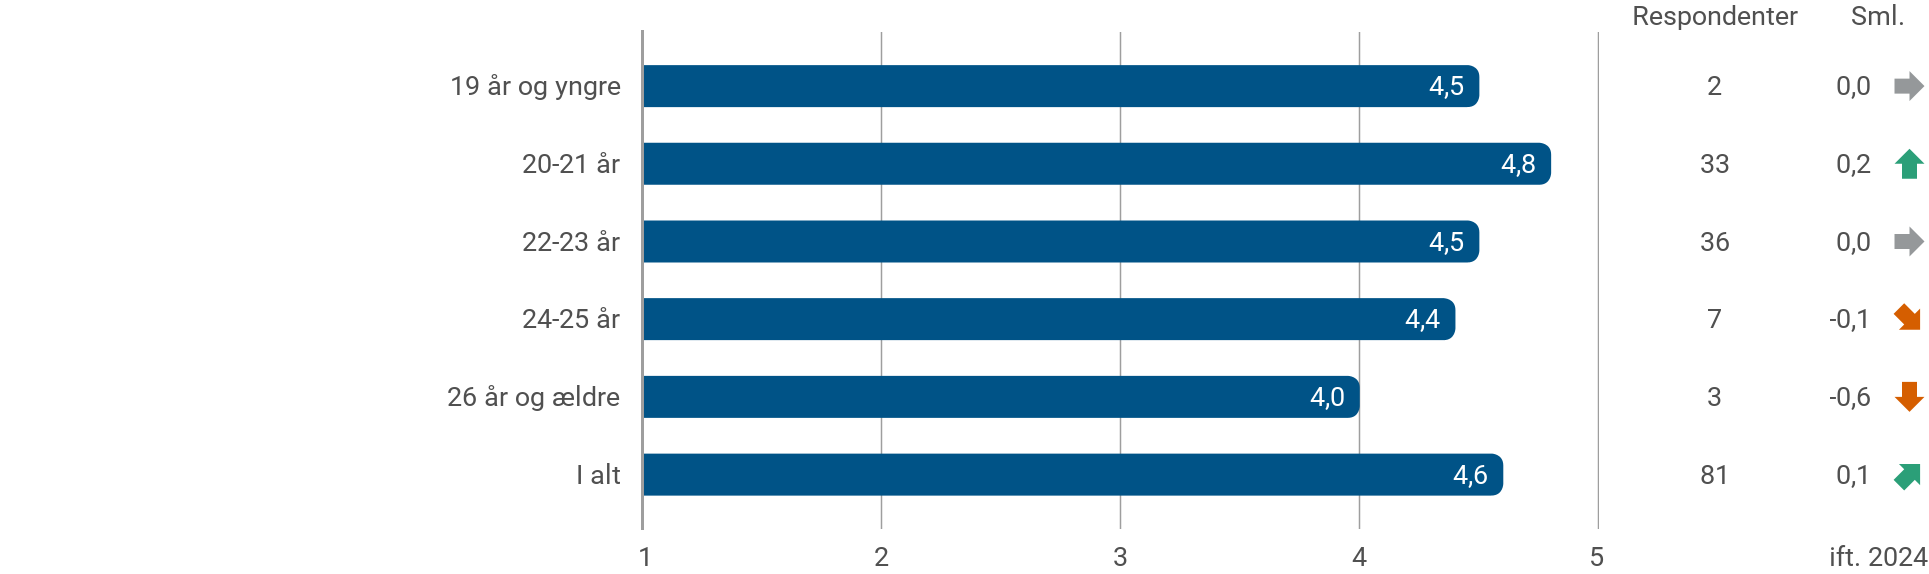 Respondenter Sml.
19 år og yngre 4,5 2 0,0
20-21 år 4,8 33 0,2
22-23 år 4,5 36 0,0
24-25 år 4,4 7 -0,1
26 år og ældre 4,0 3 -0,6
I alt 4,6 81 0,1
1 2 3 4 5 ift. 2024